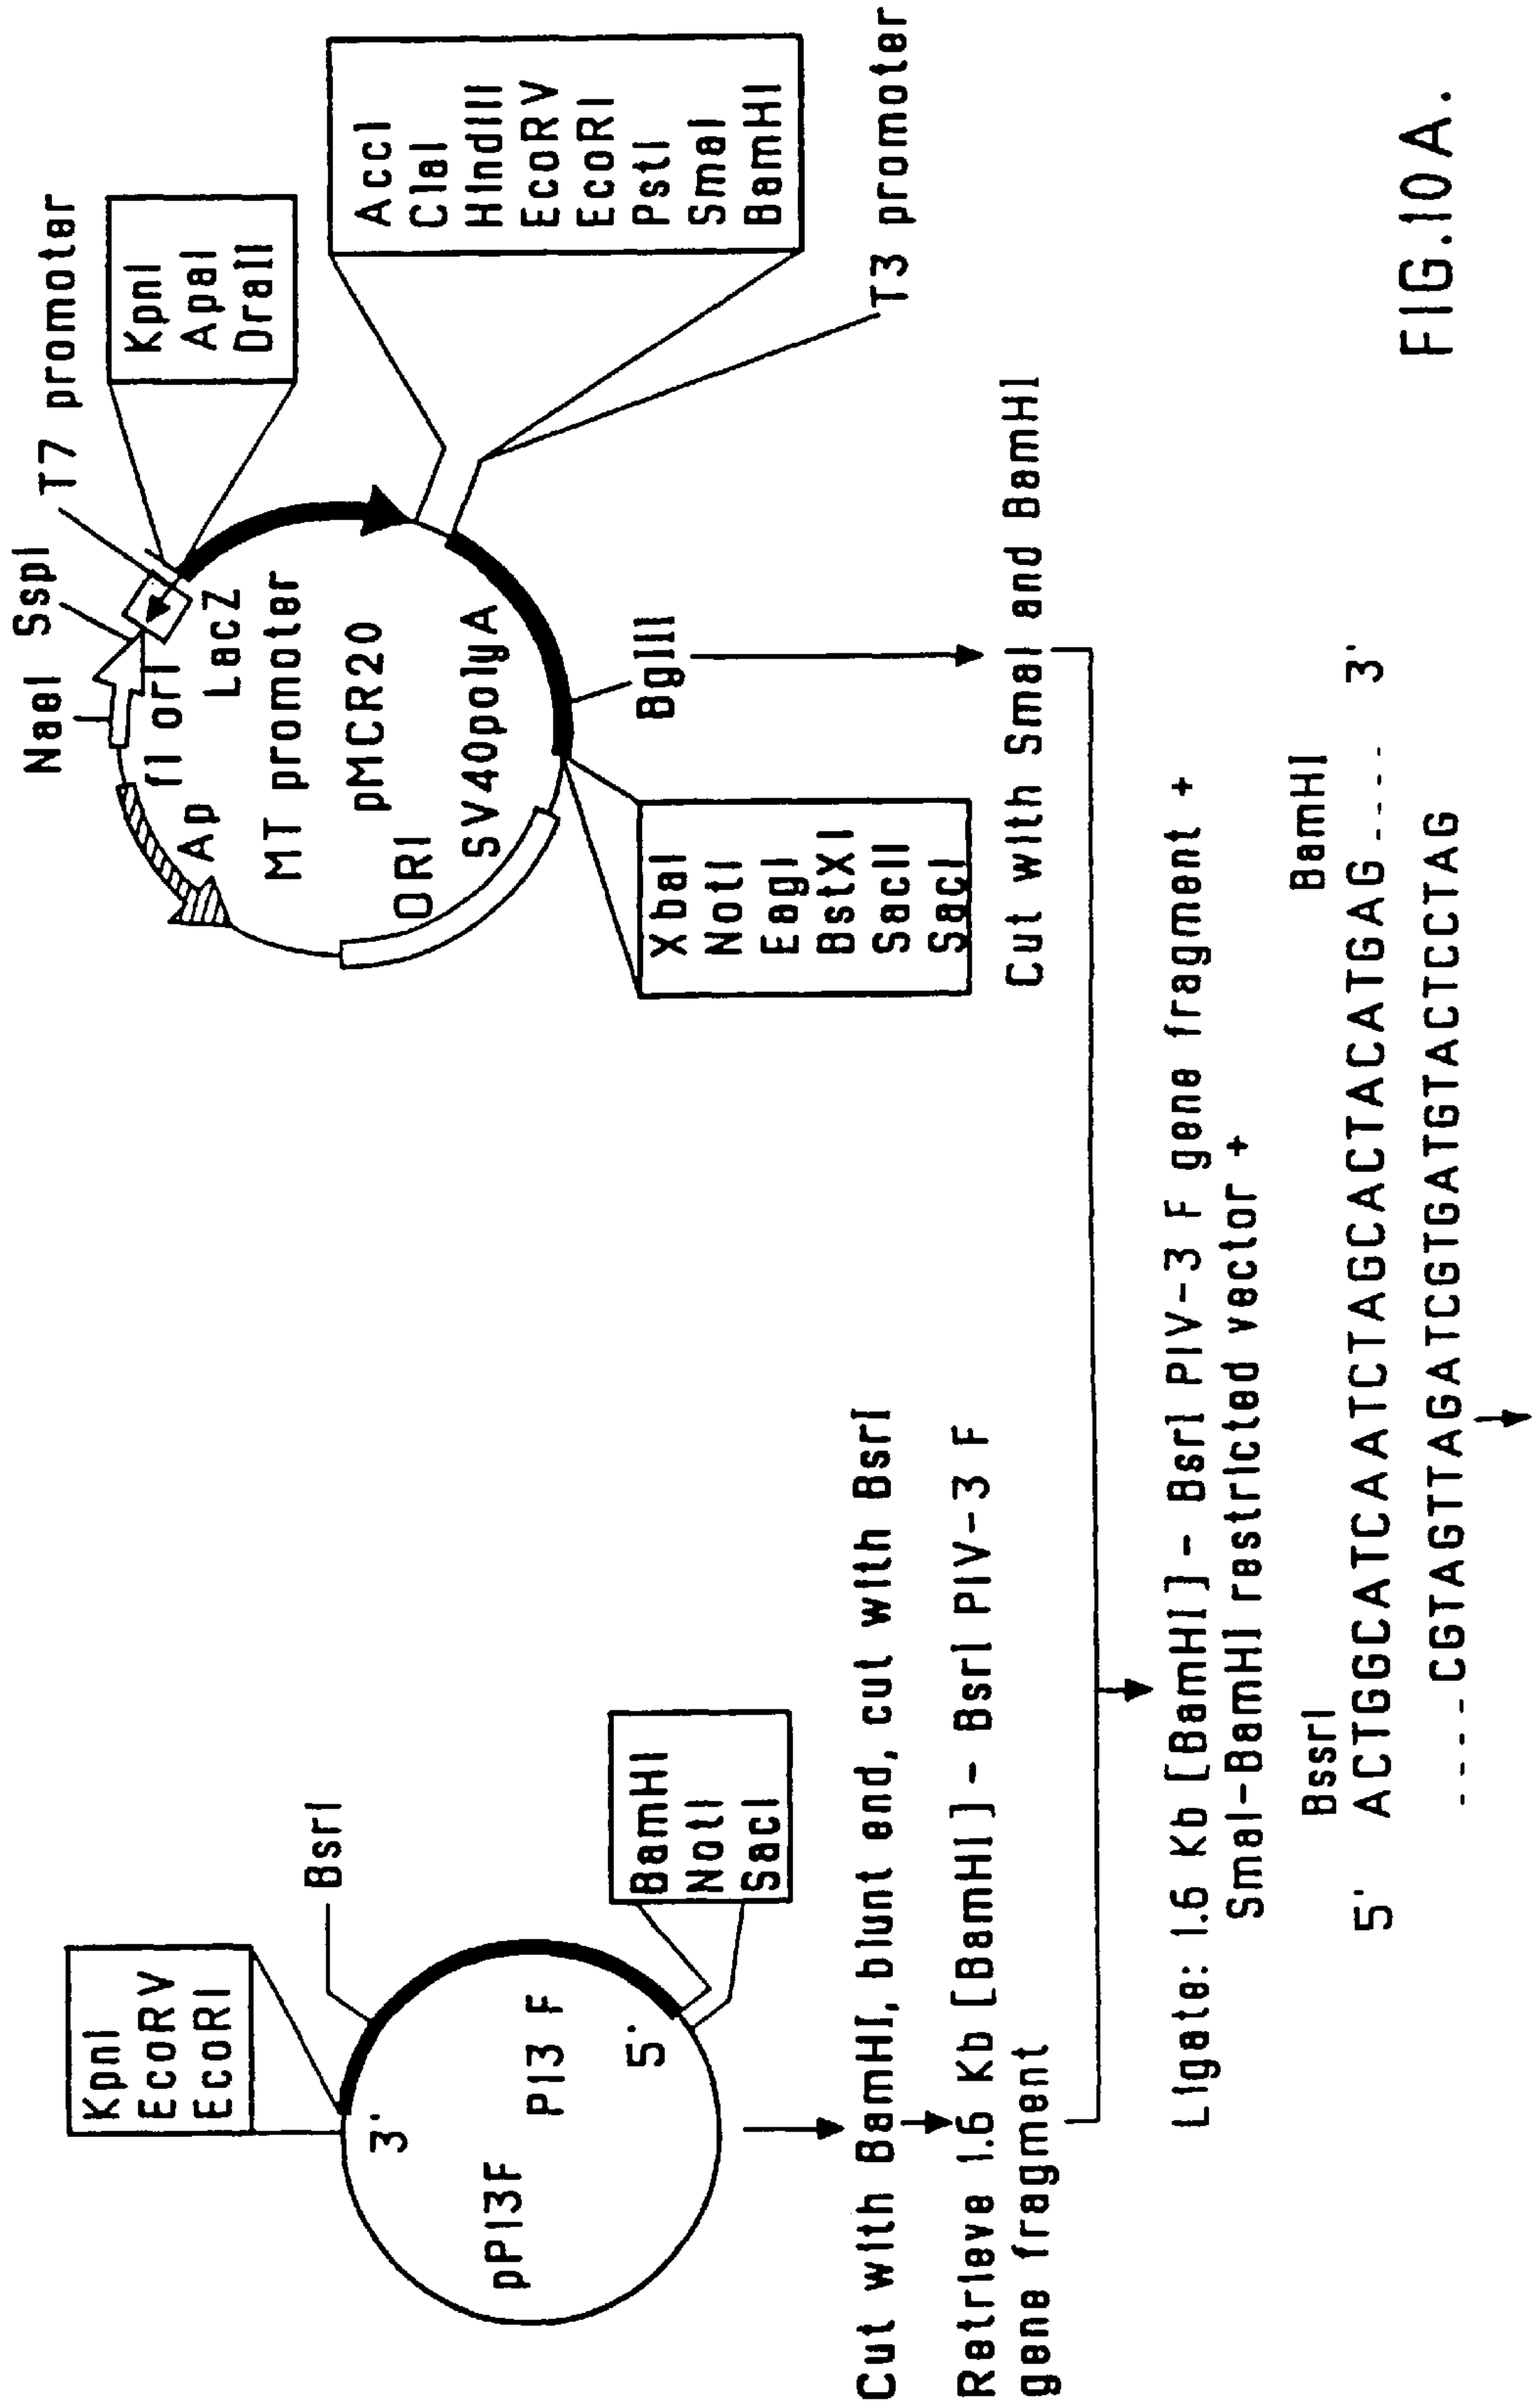 KpnI
EcoRV
EcoRI
BsrI
3'
pPI3F
PI3 F
5'
BamHI
NotI
SacI
Cut with BamHI, blunt end, cut with BsrI
Retrieve 1.6 Kb [BamHI] - BsrI PIV-3 F
gene fragment
NaeI
SspI
T7 promoter
KpnI
ApaI
DraII
f1 ori
LacZ
Ap
MT promoter
pMCR20
ORI
SV40polyA
AccI
ClaI
HindIII
EcoRV
EcoRI
PstI
SmaI
BamHI
T3 promoter
BglII
XbaI
NotI
EagI
BstXI
SacII
SacI
Cut with SmaI and BamHI
Ligate: 1.6 Kb [BamHI] - BsrI PIV-3 F gene fragment +
SmaI-BamHI restricted vector +
BssrI BamHI
5' ACTGGCATCAATCTAGCACTACATGAG---- 3'
----CGTAGTTAGATCGTGATGTACTCCTAG
FIG.10A.